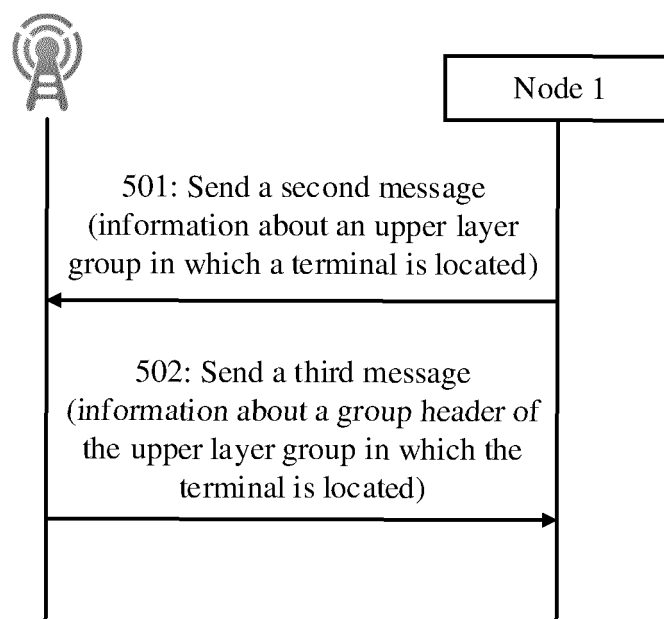 Node 1
501: Send a second message
(information about an upper layer
group in which a terminal is located)
502: Send a third message
(information about a group header of
the upper layer group in which the
terminal is located)